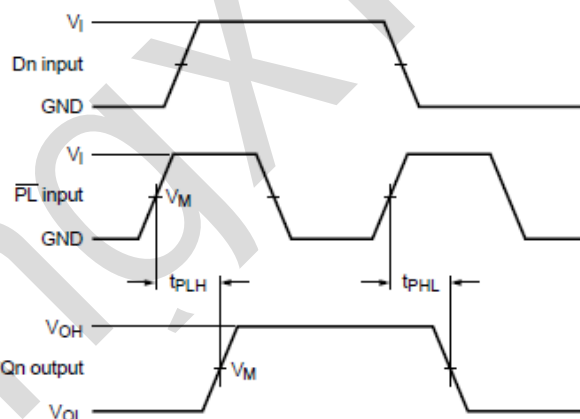 VI
Dn input
GND
VI
PL input
VM
GND
tPLH
tPHL
VOH
Qn output
VM
VOL